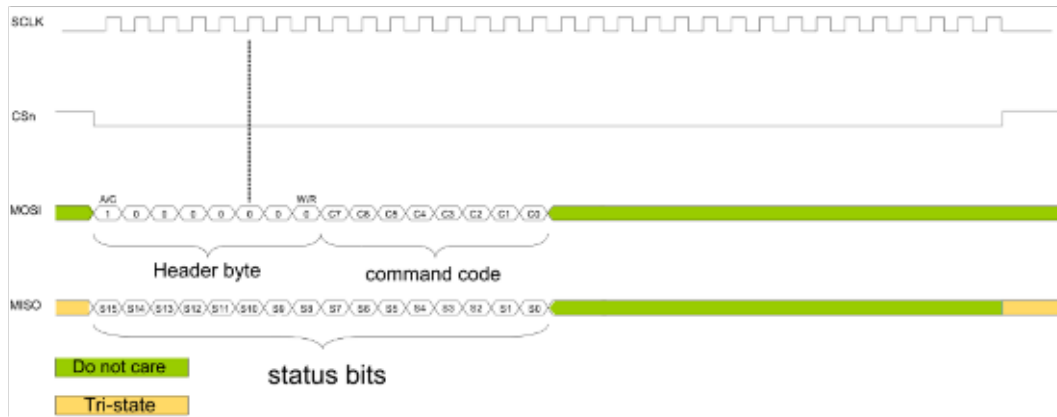 SCLK
CSn
A/C W/R
MOSI 1 0 0 0 0 0 0 0 C7 C6 C5 C4 C3 C2 C1 C0
Header byte command code
MISO S15 S14 S13 S12 S11 S10 S9 S8 S7 S6 S5 S4 S3 S2 S1 S0
Do not care status bits
Tri-state